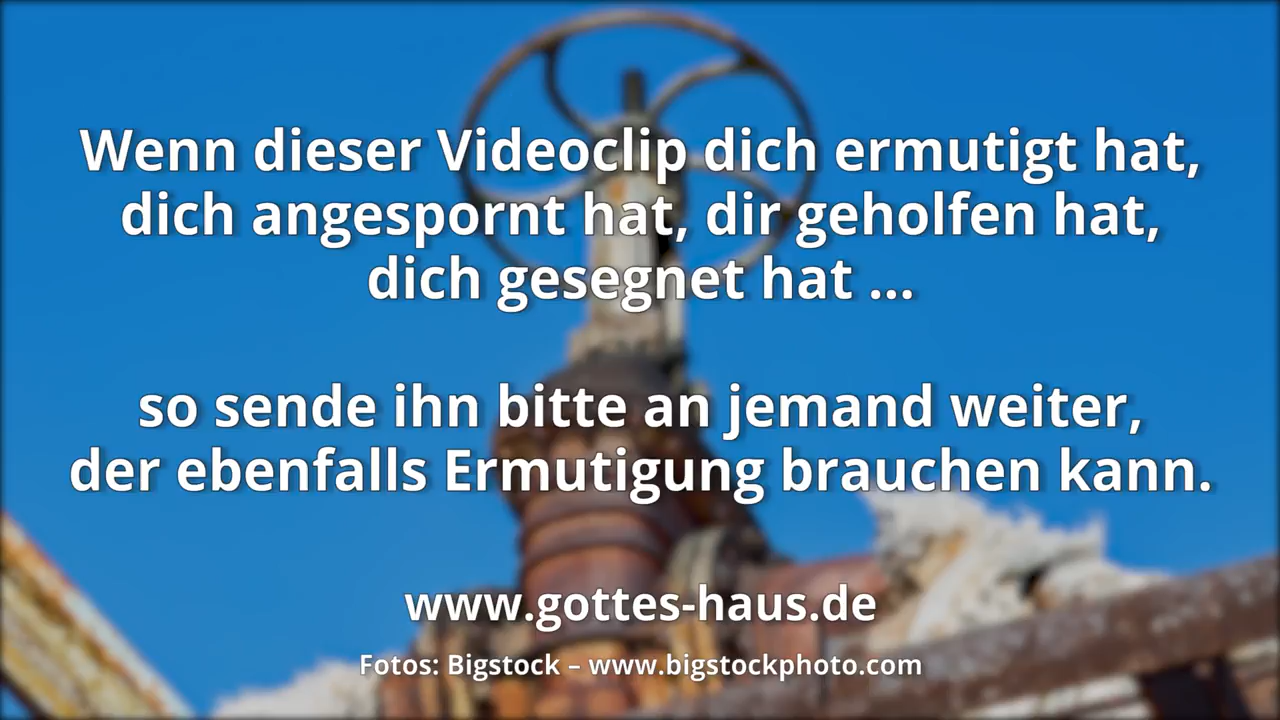 Wenn dieser Videoclip dich ermutigt hat,
dich angespornt hat, dir geholfen hat,
dich gesegnet hat ...
so sende ihn bitte an jemand weiter,
der ebenfalls Ermutigung brauchen kann.
www.gottes-haus.de
Fotos: Bigstock – www.bigstockphoto.com